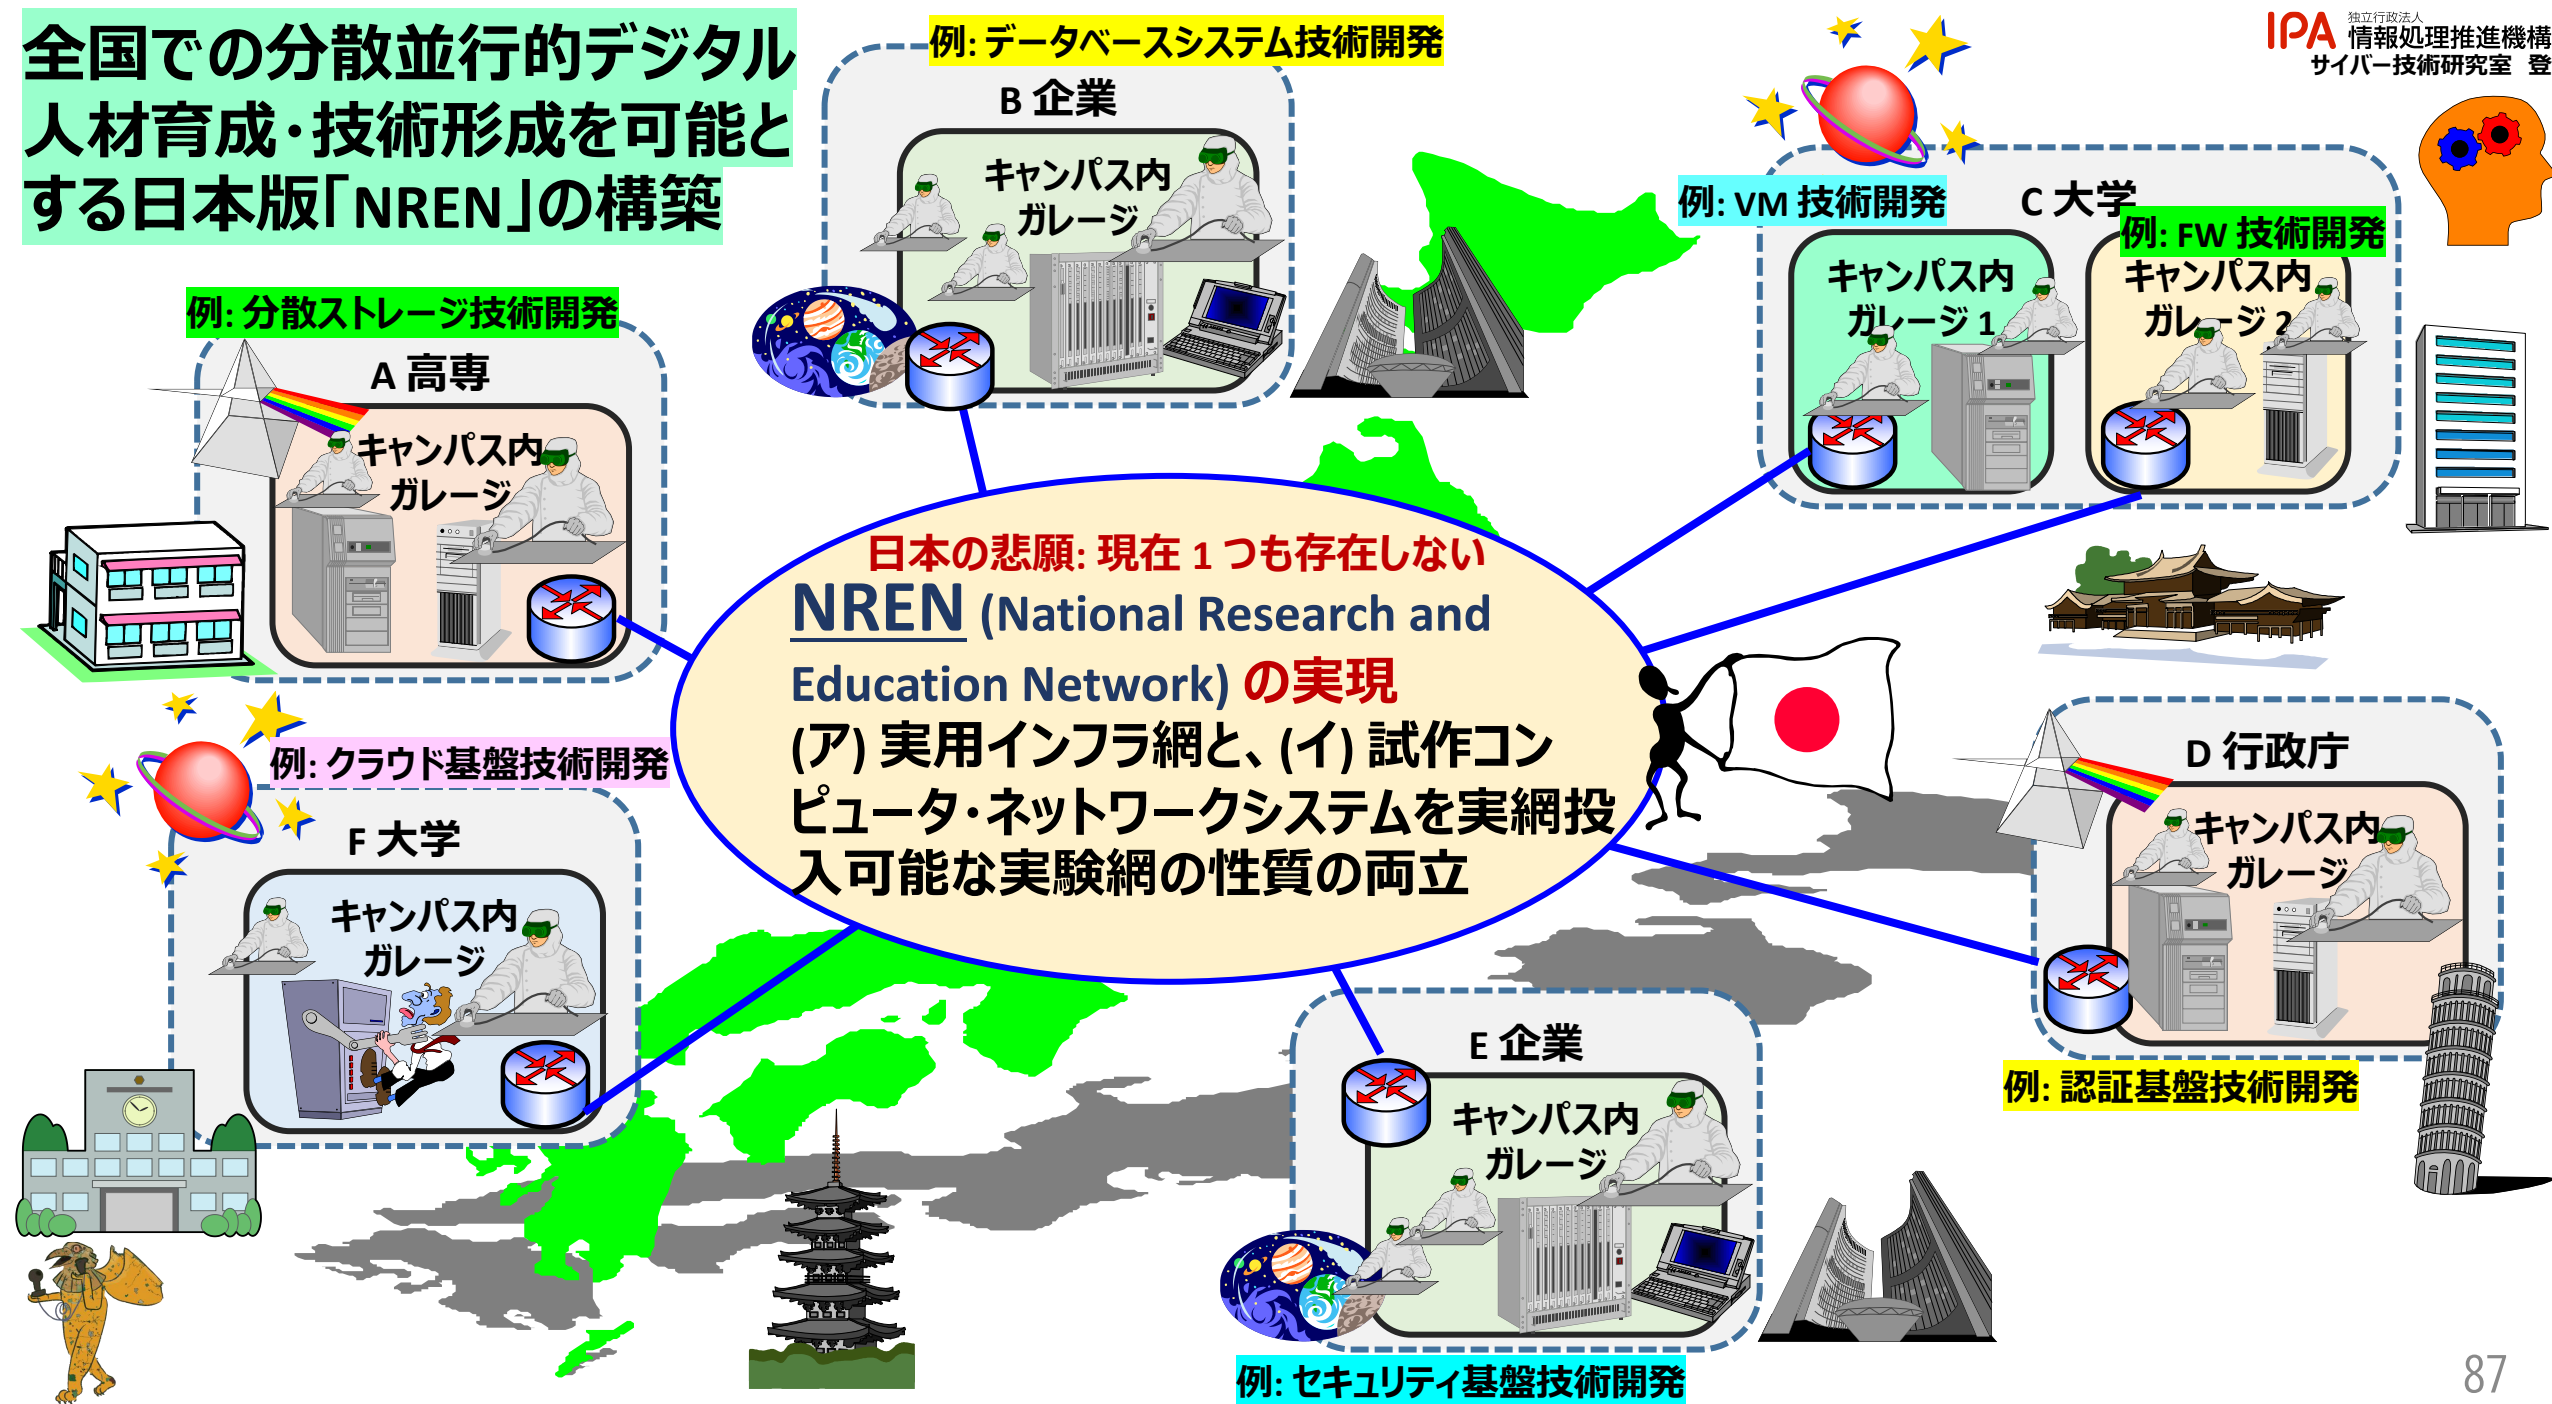 全国での分散並行的デジタル
人材育成・技術形成を可能と
する日本版「NREN」の構築
IPA 独立行政法人
情報処理推進機構
サイバー技術研究室 登
例: データベースシステム技術開発
B 企業
キャンパス内
ガレージ
例: VM 技術開発
C 大学
例: FW 技術開発
キャンパス内
ガレージ 1
キャンパス内
ガレージ 2
例: 分散ストレージ技術開発
A 高専
キャンパス内
ガレージ
日本の悲願: 現在 1 つも存在しない
NREN (National Research and
Education Network) の実現
(ア) 実用インフラ網と、(イ) 試作コン
ピュータ・ネットワークシステムを実網投
入可能な実験網の性質の両立
例: クラウド基盤技術開発
F 大学
キャンパス内
ガレージ
D 行政庁
キャンパス内
ガレージ
例: 認証基盤技術開発
E 企業
キャンパス内
ガレージ
例: セキュリティ基盤技術開発
87